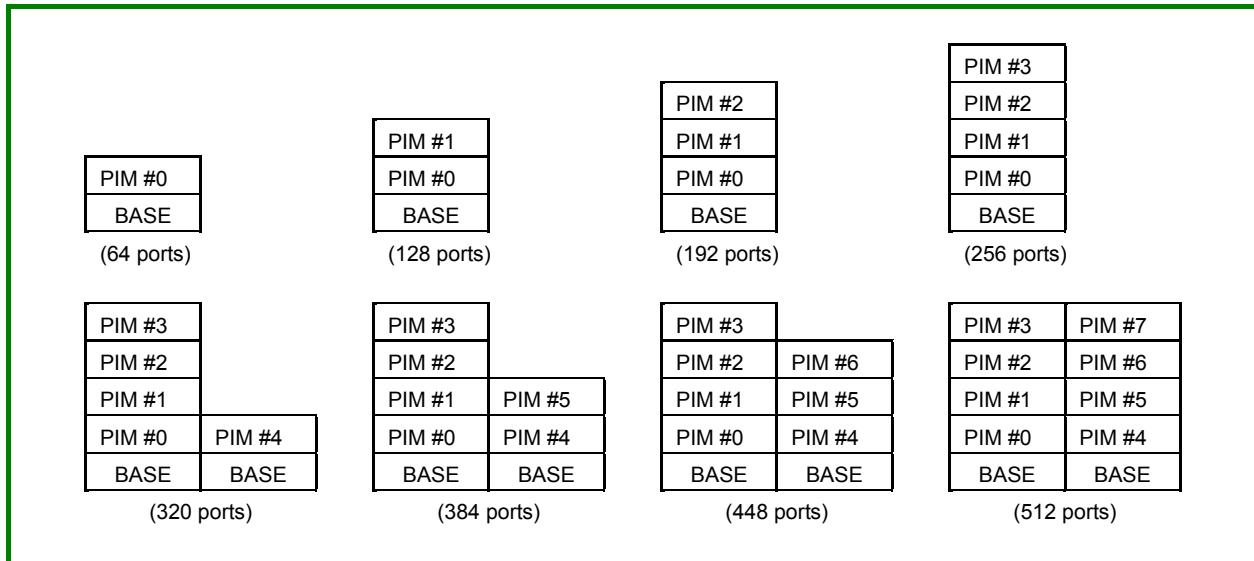 PIM #0
BASE
(64 ports)
PIM #1
PIM #0
BASE
(128 ports)
PIM #2
PIM #1
PIM #0
BASE
(192 ports)
PIM #3
PIM #2
PIM #1
PIM #0
BASE
(256 ports)
PIM #3
PIM #2
PIM #1
PIM #0 PIM #4
BASE BASE
(320 ports)
PIM #3
PIM #2
PIM #1 PIM #5
PIM #0 PIM #4
BASE BASE
(384 ports)
PIM #3
PIM #2 PIM #6
PIM #1 PIM #5
PIM #0 PIM #4
BASE BASE
(448 ports)
PIM #3 PIM #7
PIM #2 PIM #6
PIM #1 PIM #5
PIM #0 PIM #4
BASE BASE
(512 ports)